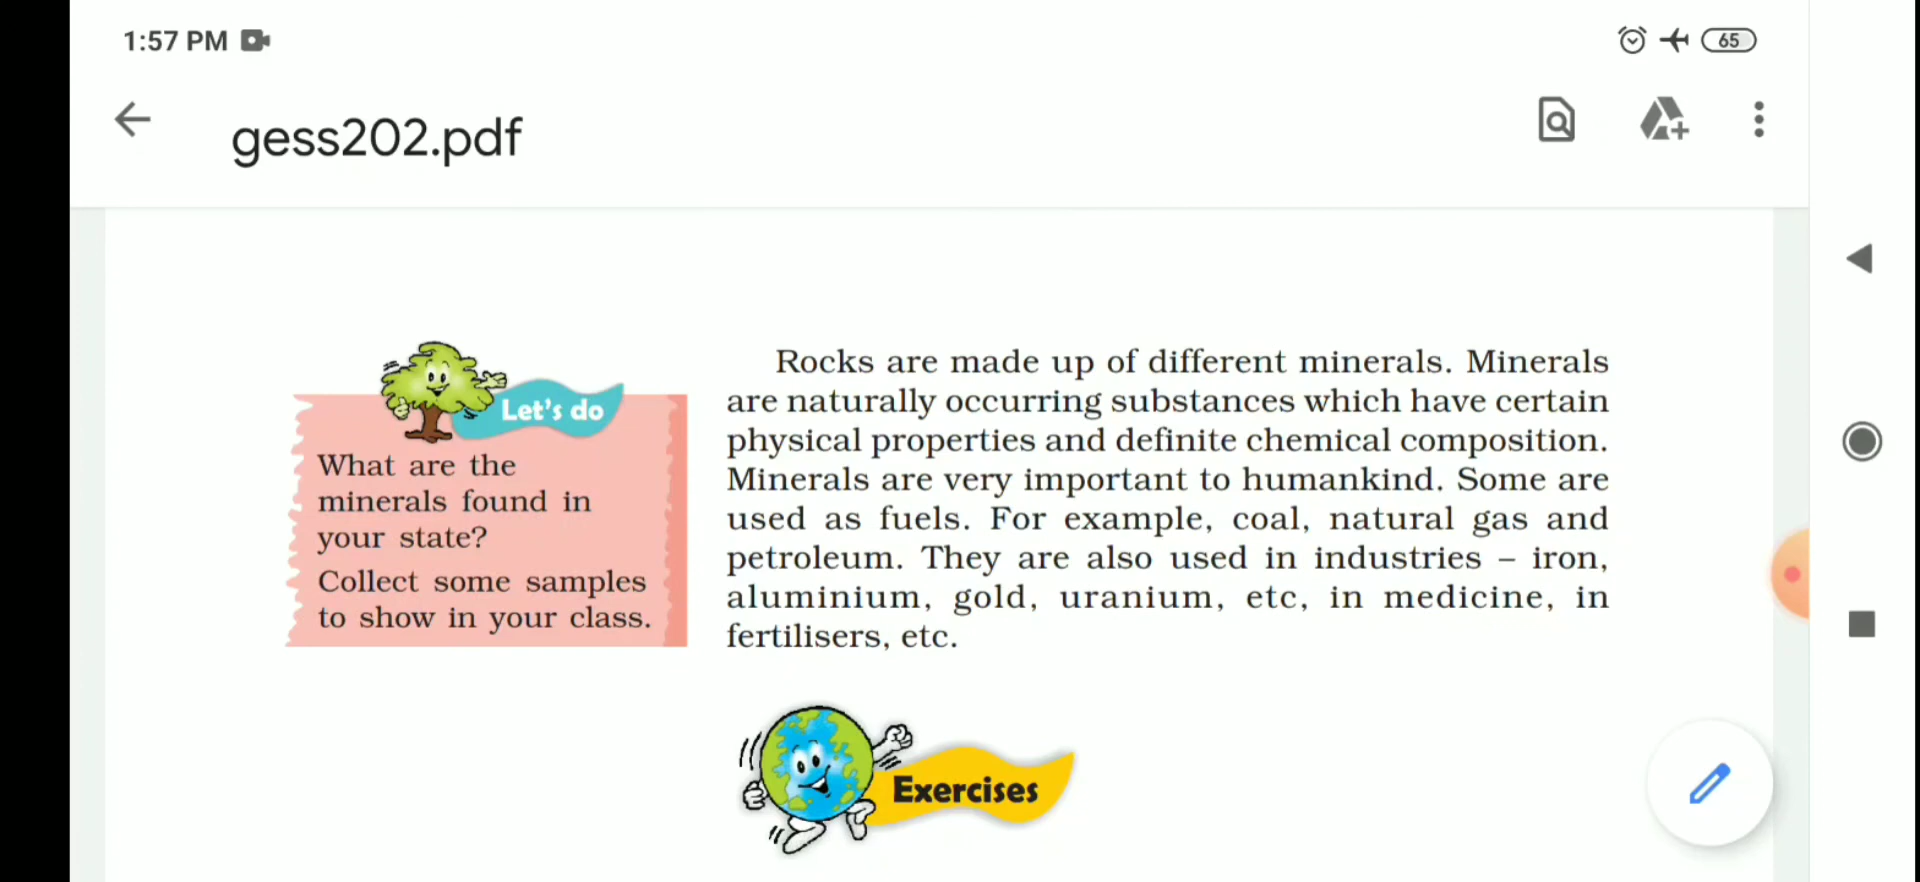 1:57 PM
65
gess202.pdf
Let's do
What are the
minerals found in
your state?
Collect some samples
to show in your class.
Rocks are made up of different minerals. Minerals
are naturally occurring substances which have certain
physical properties and definite chemical composition.
Minerals are very important to humankind. Some are
used as fuels. For example, coal, natural gas and
petroleum. They are also used in industries – iron,
aluminium, gold, uranium, etc, in medicine, in
fertilisers, etc.
Exercises